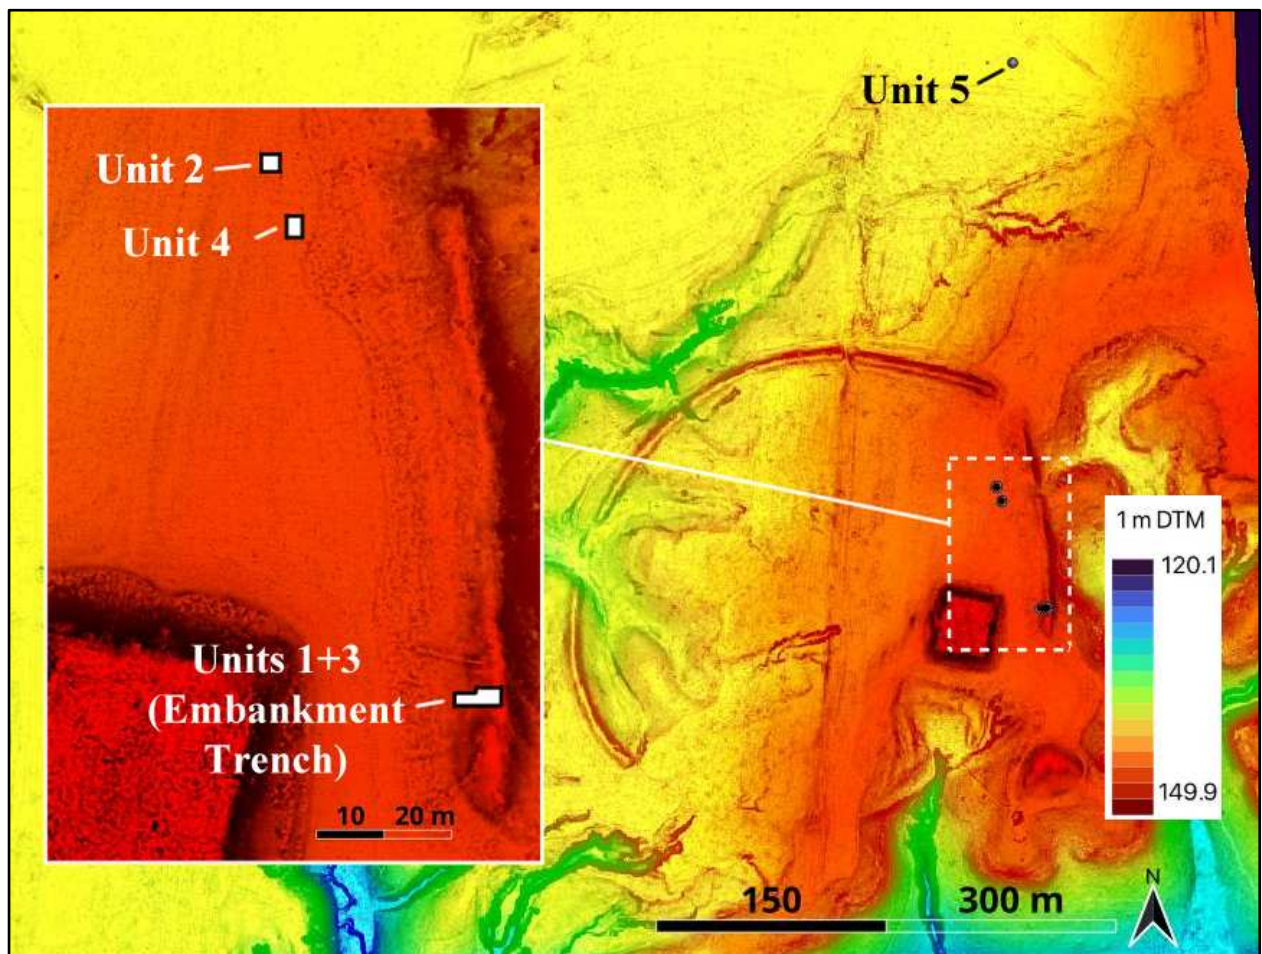 Unit 5
Unit 2
Unit 4
1 m DTM
120.1
149.9
Units 1+3
(Embankment
Trench)
10 20 m
150 300 m
N